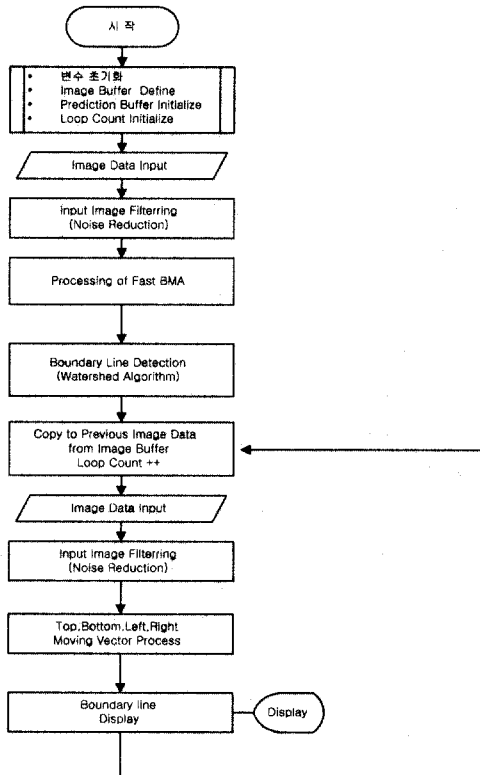 시 작
• 변수 초기화
• Image Buffer Define
• Prediction Buffer Initialize
• Loop Count Initialize
Image Data Input
Input Image Filterring
(Noise Reduction)
Processing of Fast BMA
Boundary Line Detection
(Watershed Algorithm)
Copy to Previous Image Data
from Image Buffer
Loop Count ++
Image Data Input
Input Image Filterring
(Noise Reduction)
Top,Bottom,Left,Right
Moving Vector Process
Boundary line
Display
Display